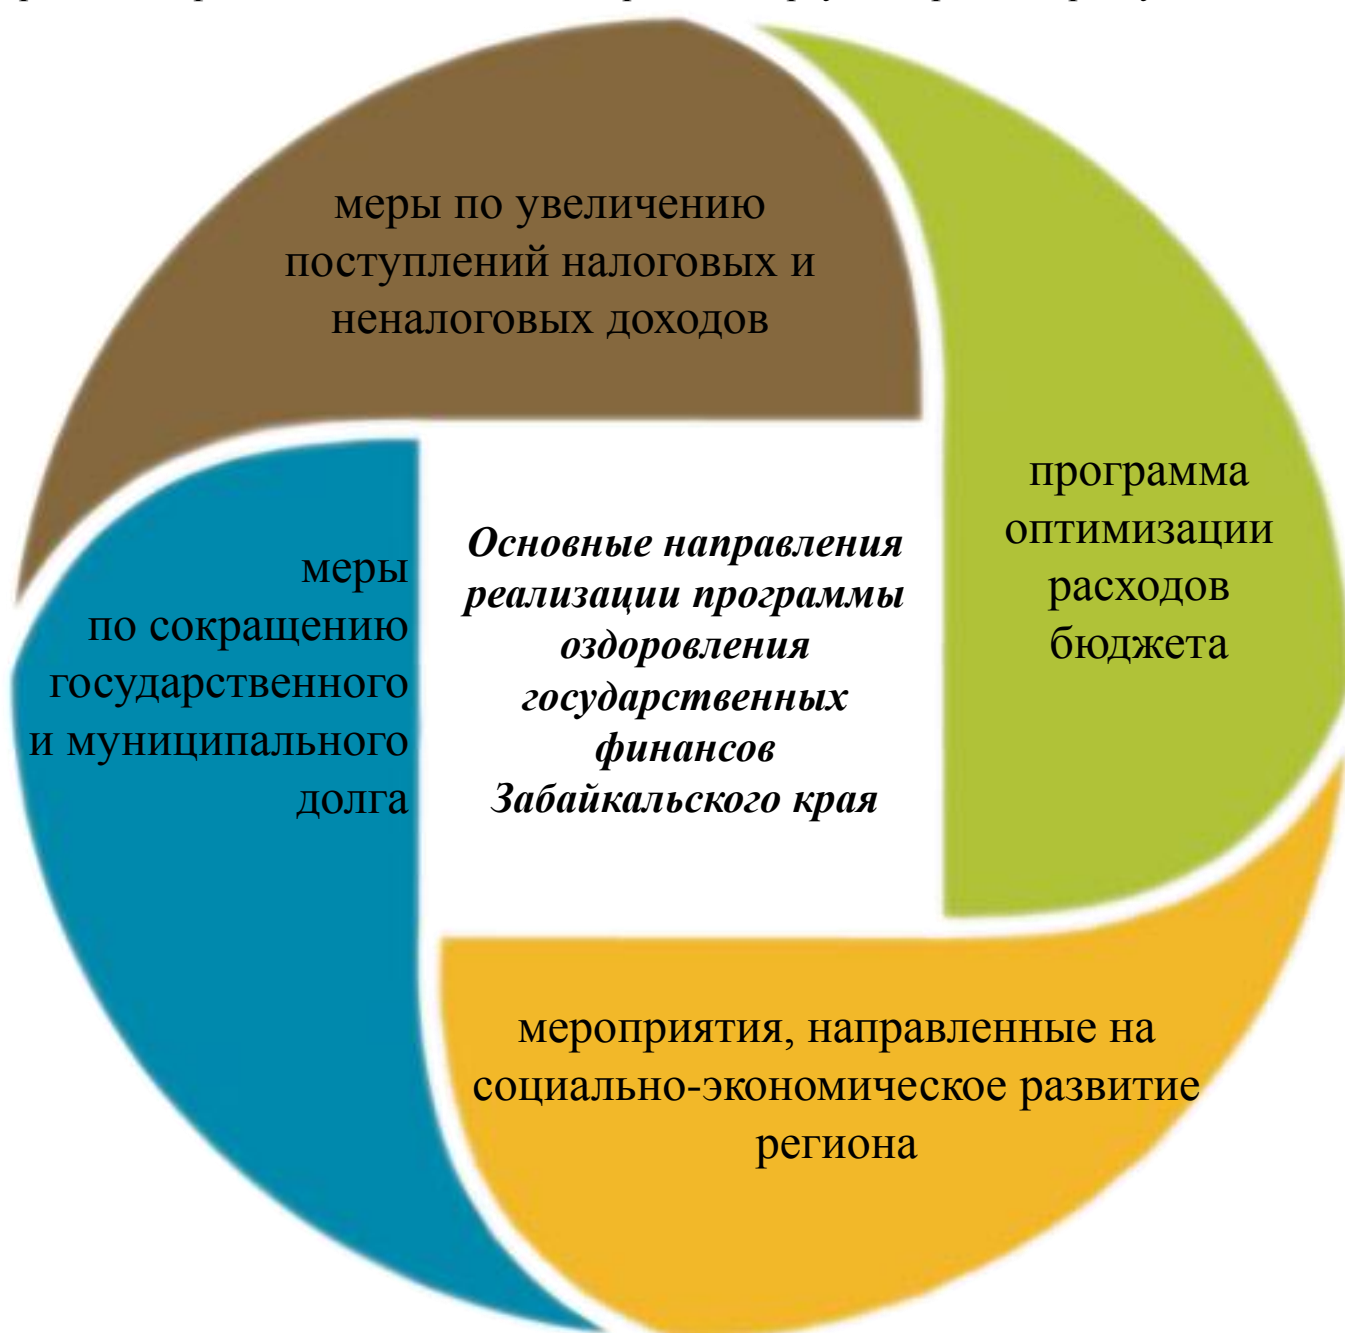 меры по увеличению
поступлений налоговых и
неналоговых доходов
программа
оптимизации
расходов
бюджета
меры
по сокращению
государственного
и муниципального
долга
Основные направления
реализации программы
оздоровления
государственных
финансов
Забайкальского края
мероприятия, направленные на
социально-экономическое развитие
региона